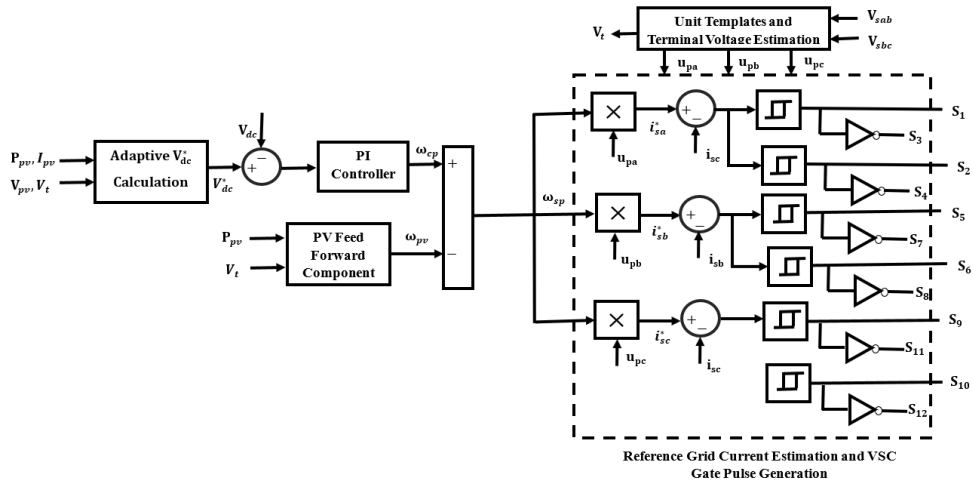 Unit Templates and
Terminal Voltage Estimation
V_t
V_sab
V_sbc
u_pa
u_pb
u_pc
P_pv, I_pv
V_pv, V_t
Adaptive V*_dc
Calculation
V*_dc
V_dc
−
+
PI
Controller
ω_cp
+
P_pv
V_t
PV Feed
Forward
Component
ω_pv
−
ω_sp
×
u_pa
i*_sa
+
−
i_sc
S_1
S_3
S_2
S_4
×
u_pb
i*_sb
+
−
i_sb
S_5
S_7
S_6
S_8
×
u_pc
i*_sc
+
−
i_sc
S_9
S_11
S_10
S_12
Reference Grid Current Estimation and VSC
Gate Pulse Generation